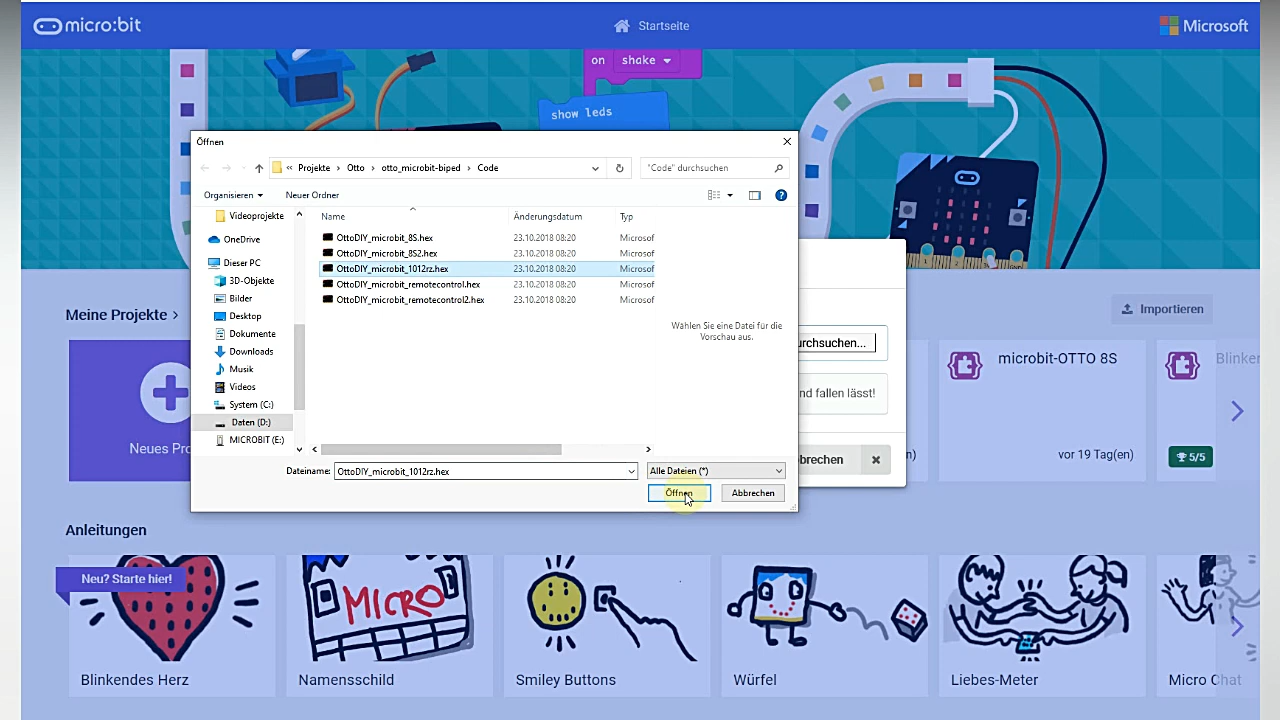 micro:bit
Startseite
Microsoft
on shake
show leds
Öffnen
« Projekte › Otto › otto_microbit-biped › Code
"Code" durchsuchen
Organisieren
Neuer Ordner
Name
Änderungsdatum
Typ
Videoprojekte
OneDrive
Dieser PC
3D-Objekte
Bilder
Desktop
Dokumente
Downloads
Musik
Videos
System (C:)
Daten (D:)
MICROBIT (E:)
OttoDIY_microbit_8S.hex 23.10.2018 08:20 Microsof
OttoDIY_microbit_8S2.hex 23.10.2018 08:20 Microsof
OttoDIY_microbit_1012rz.hex 23.10.2018 08:20 Microsof
OttoDIY_microbit_remotecontrol.hex 23.10.2018 08:20 Microsof
OttoDIY_microbit_remotecontrol2.hex 23.10.2018 08:20 Microsof
Wählen Sie eine Datei für die
Vorschau aus.
Dateiname: OttoDIY_microbit_1012rz.hex
Alle Dateien (*)
Öffnen
Abbrechen
urchsuchen...
nd fallen lässt!
brechen
Meine Projekte
Importieren
Neues Pro
n)
microbit-OTTO 8S
vor 19 Tag(en)
Blinker
5/5
Anleitungen
Neu? Starte hier!
MICRO
Blinkendes Herz
Namensschild
Smiley Buttons
Würfel
Liebes-Meter
Micro Chat